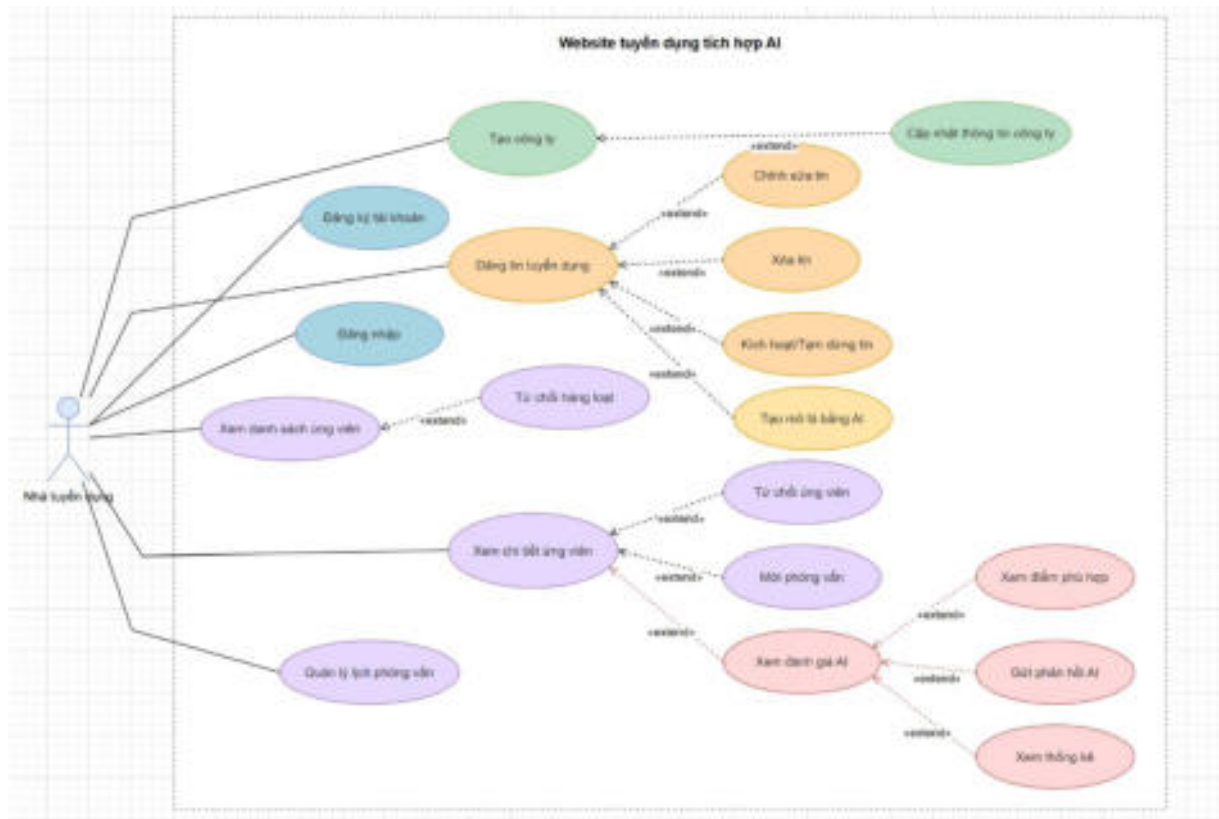 Website tuyển dụng tích hợp AI
Tạo công ty
Cập nhật thông tin công ty
«extend»
Chỉnh sửa tin
Đăng ký tài khoản
«extend»
Đăng tin tuyển dụng
Xóa tin
«extend»
Đăng nhập
«extend»
Kích hoạt/Tạm dừng tin
«extend»
Từ chối hàng loạt
Tạo mô tả bằng AI
Xem danh sách ứng viên
«extend»
Nhà tuyển dụng
Từ chối ứng viên
«extend»
Xem chi tiết ứng viên
Mời phỏng vấn
«extend»
Xem điểm phù hợp
«extend»
«extend»
Xem đánh giá AI
Quản lý lịch phỏng vấn
Gửi phản hồi AI
«extend»
«extend»
Xem thống kê